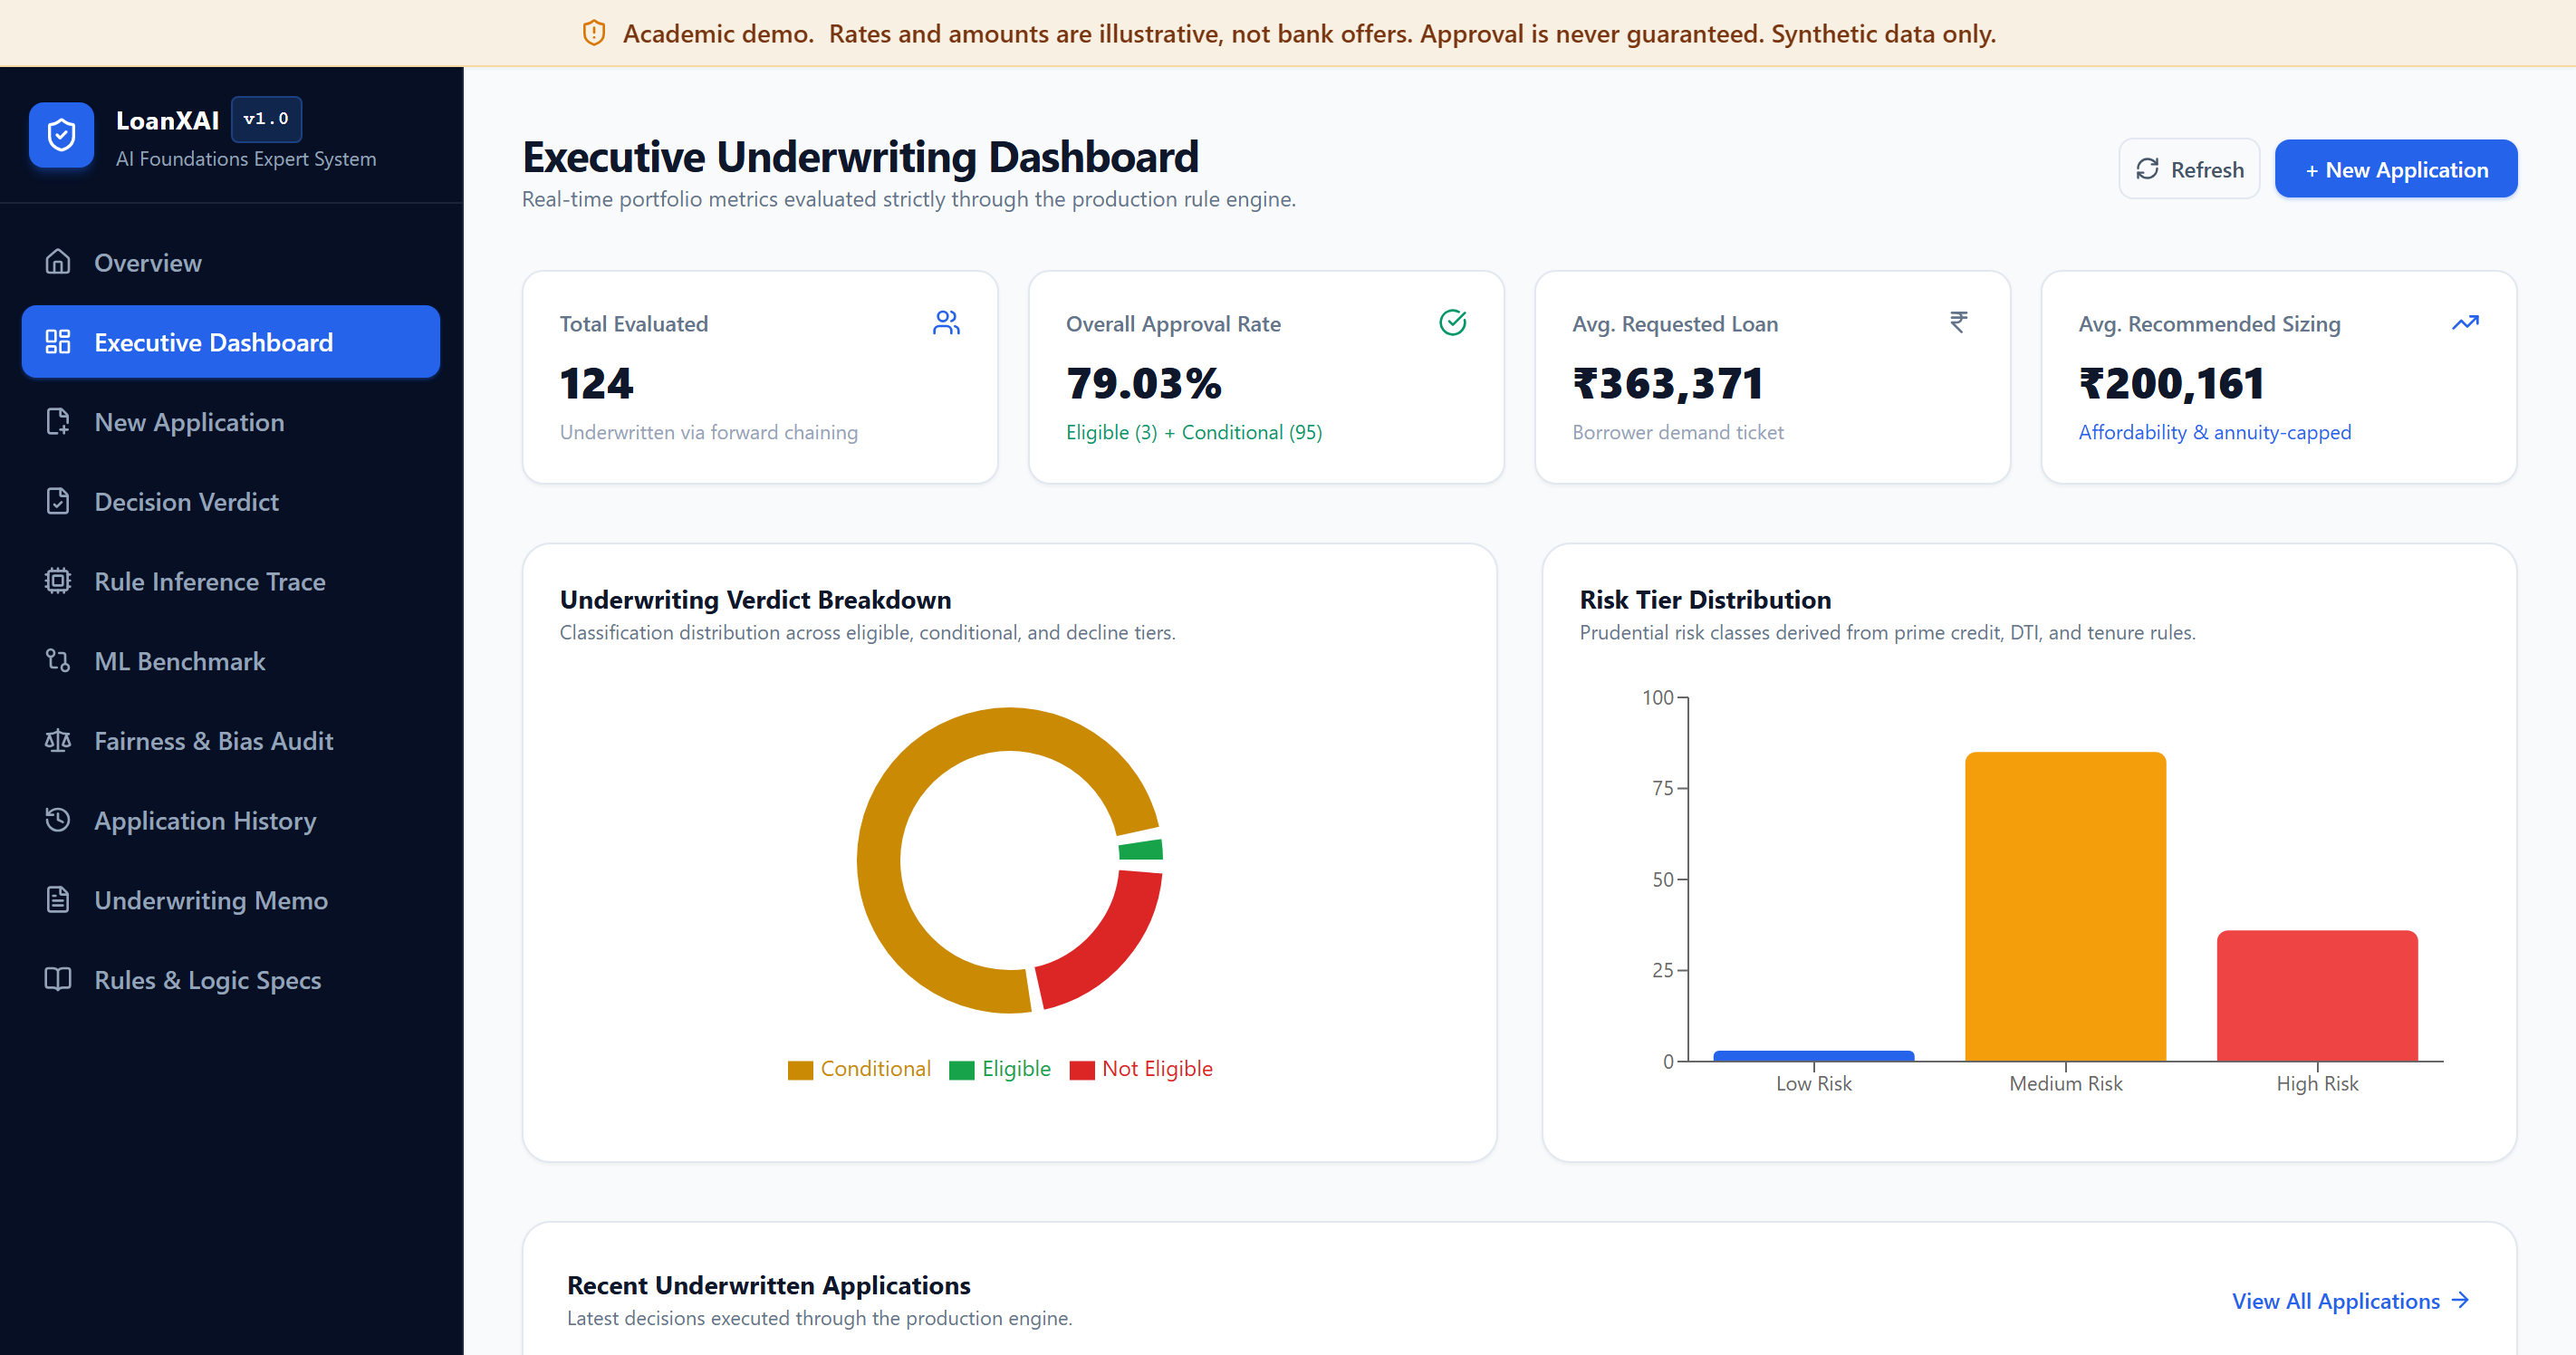 Academic demo. Rates and amounts are illustrative, not bank offers. Approval is never guaranteed. Synthetic data only.
LoanXAI v1.0
AI Foundations Expert System
Overview
Executive Dashboard
New Application
Decision Verdict
Rule Inference Trace
ML Benchmark
Fairness & Bias Audit
Application History
Underwriting Memo
Rules & Logic Specs
Executive Underwriting Dashboard
Real-time portfolio metrics evaluated strictly through the production rule engine.
Refresh
+ New Application
Total Evaluated
124
Underwritten via forward chaining
Overall Approval Rate
79.03%
Eligible (3) + Conditional (95)
Avg. Requested Loan
₹
₹363,371
Borrower demand ticket
Avg. Recommended Sizing
₹200,161
Affordability & annuity-capped
Underwriting Verdict Breakdown
Classification distribution across eligible, conditional, and decline tiers.
Conditional Eligible Not Eligible
Risk Tier Distribution
Prudential risk classes derived from prime credit, DTI, and tenure rules.
100
75
50
25
0
Low Risk Medium Risk High Risk
Recent Underwritten Applications
Latest decisions executed through the production engine.
View All Applications →